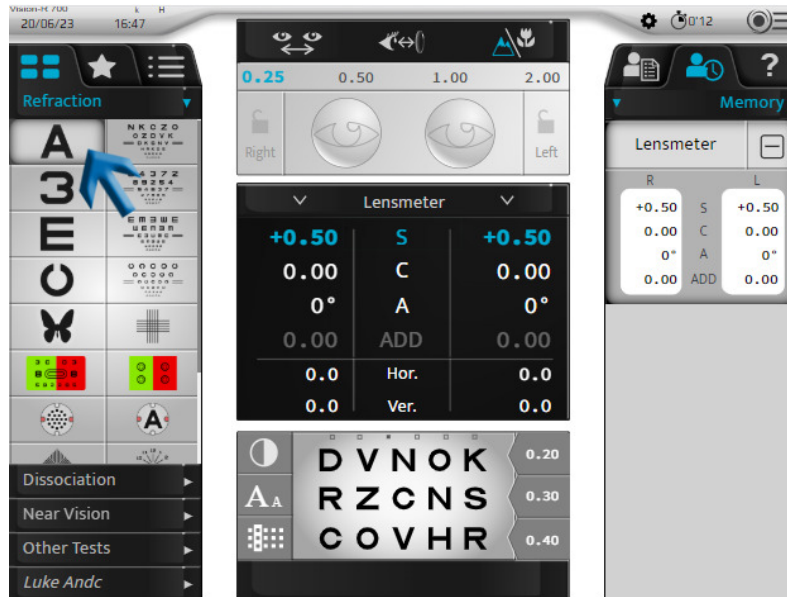 Vision-R 700
20/06/23 16:47
0'12
Refraction
A
N K C Z O
O Z D V K
3
E
E
A
Dissociation
Near Vision
Other Tests
Luke Andc
0.25 0.50 1.00 2.00
Right Left
Lensmeter
+0.50 S +0.50
0.00 C 0.00
0° A 0°
0.00 ADD 0.00
0.0 Hor. 0.0
0.0 Ver. 0.0
D V N O K 0.20
A A R Z C N S 0.30
C O V H R 0.40
?
Memory
Lensmeter
R L
+0.50 S +0.50
0.00 C 0.00
0° A 0°
0.00 ADD 0.00